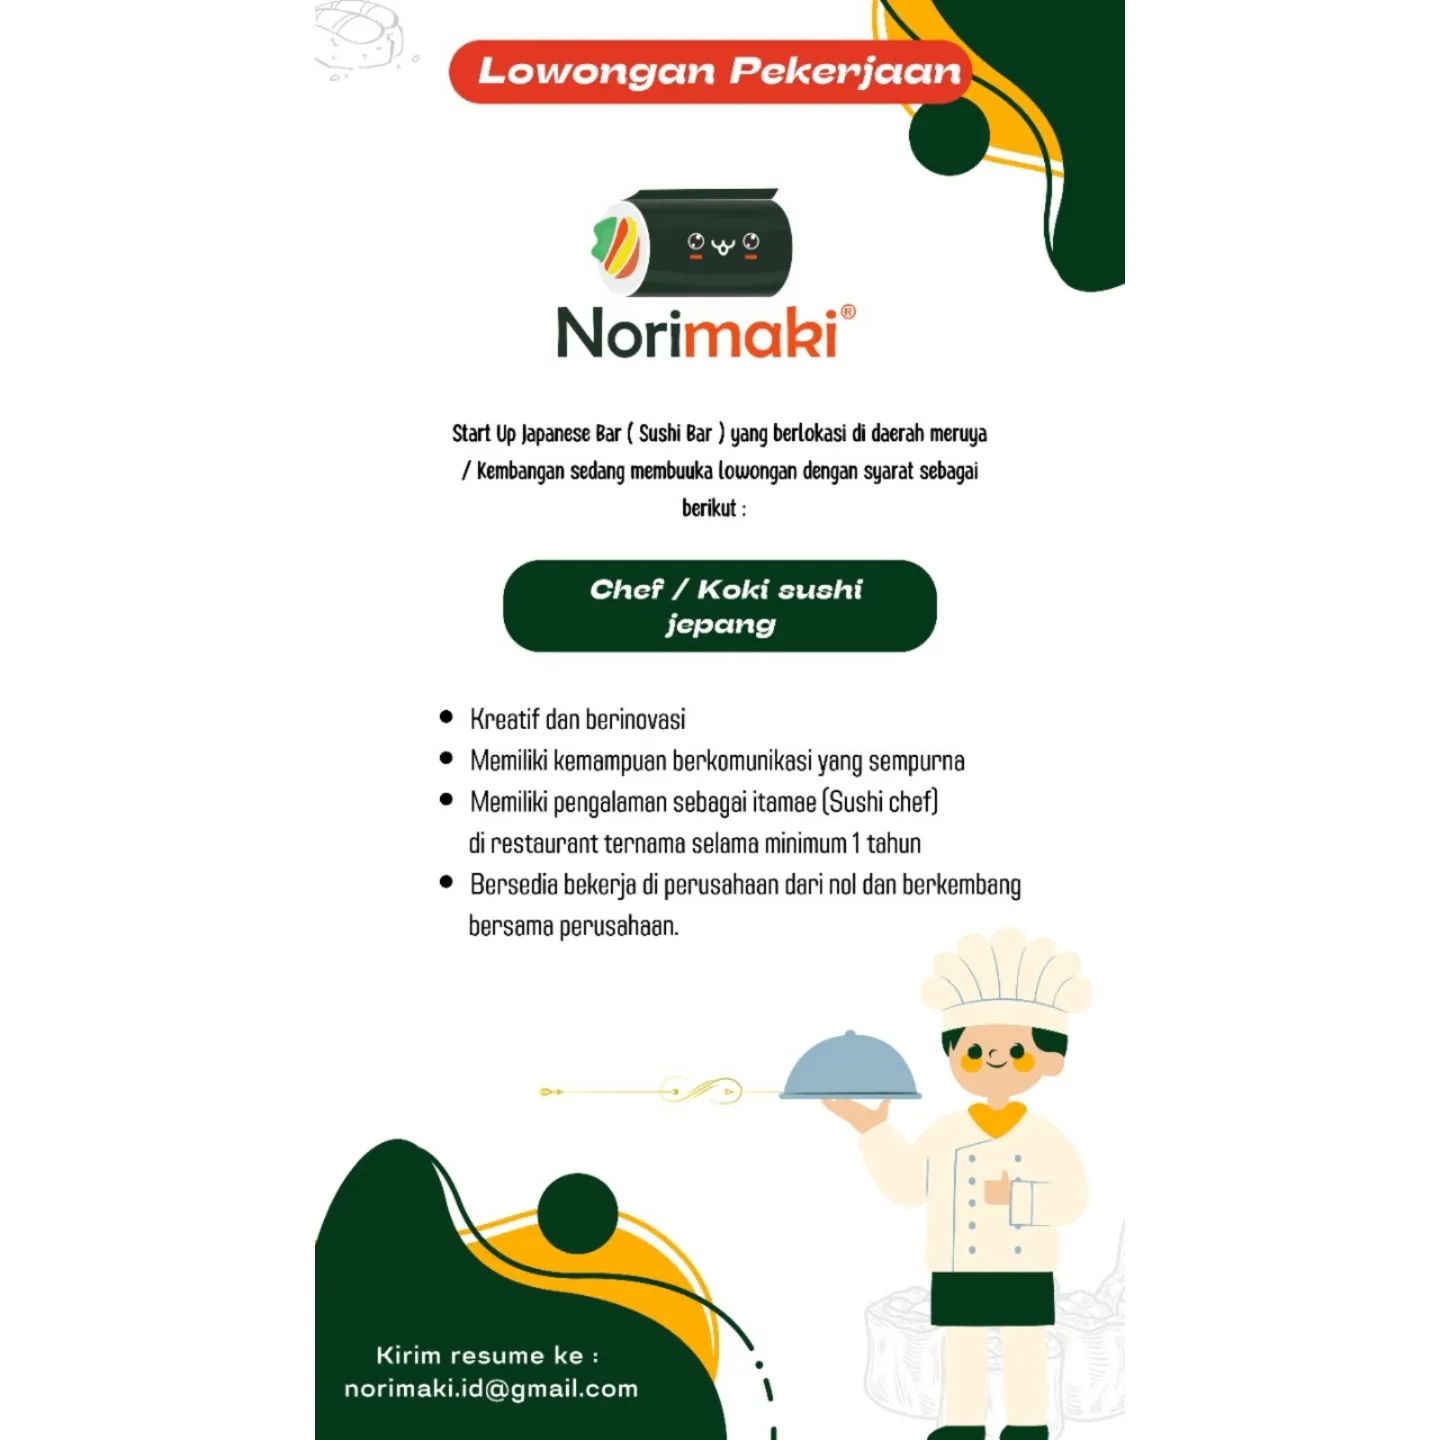 Lowongan Pekerjaan
Norimaki®
Start Up Japanese Bar ( Sushi Bar ) yang berlokasi di daerah meruya
/ Kembangan sedang membuuka lowongan dengan syarat sebagai
berikut :
Chef / Koki sushi
jepang
• Kreatif dan berinovasi
• Memiliki kemampuan berkomunikasi yang sempurna
• Memiliki pengalaman sebagai itamae (Sushi chef)
di restaurant ternama selama minimum 1 tahun
• Bersedia bekerja di perusahaan dari nol dan berkembang
bersama perusahaan.
Kirim resume ke :
norimaki.id@gmail.com